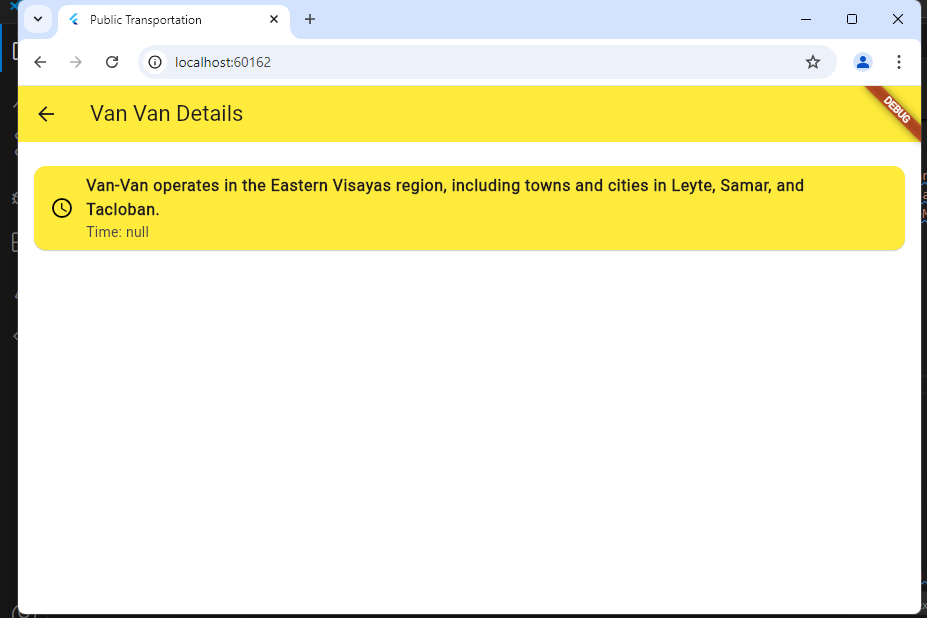 Public Transportation
localhost:60162
Van Van Details
DEBUG
Van-Van operates in the Eastern Visayas region, including towns and cities in Leyte, Samar, and
Tacloban.
Time: null